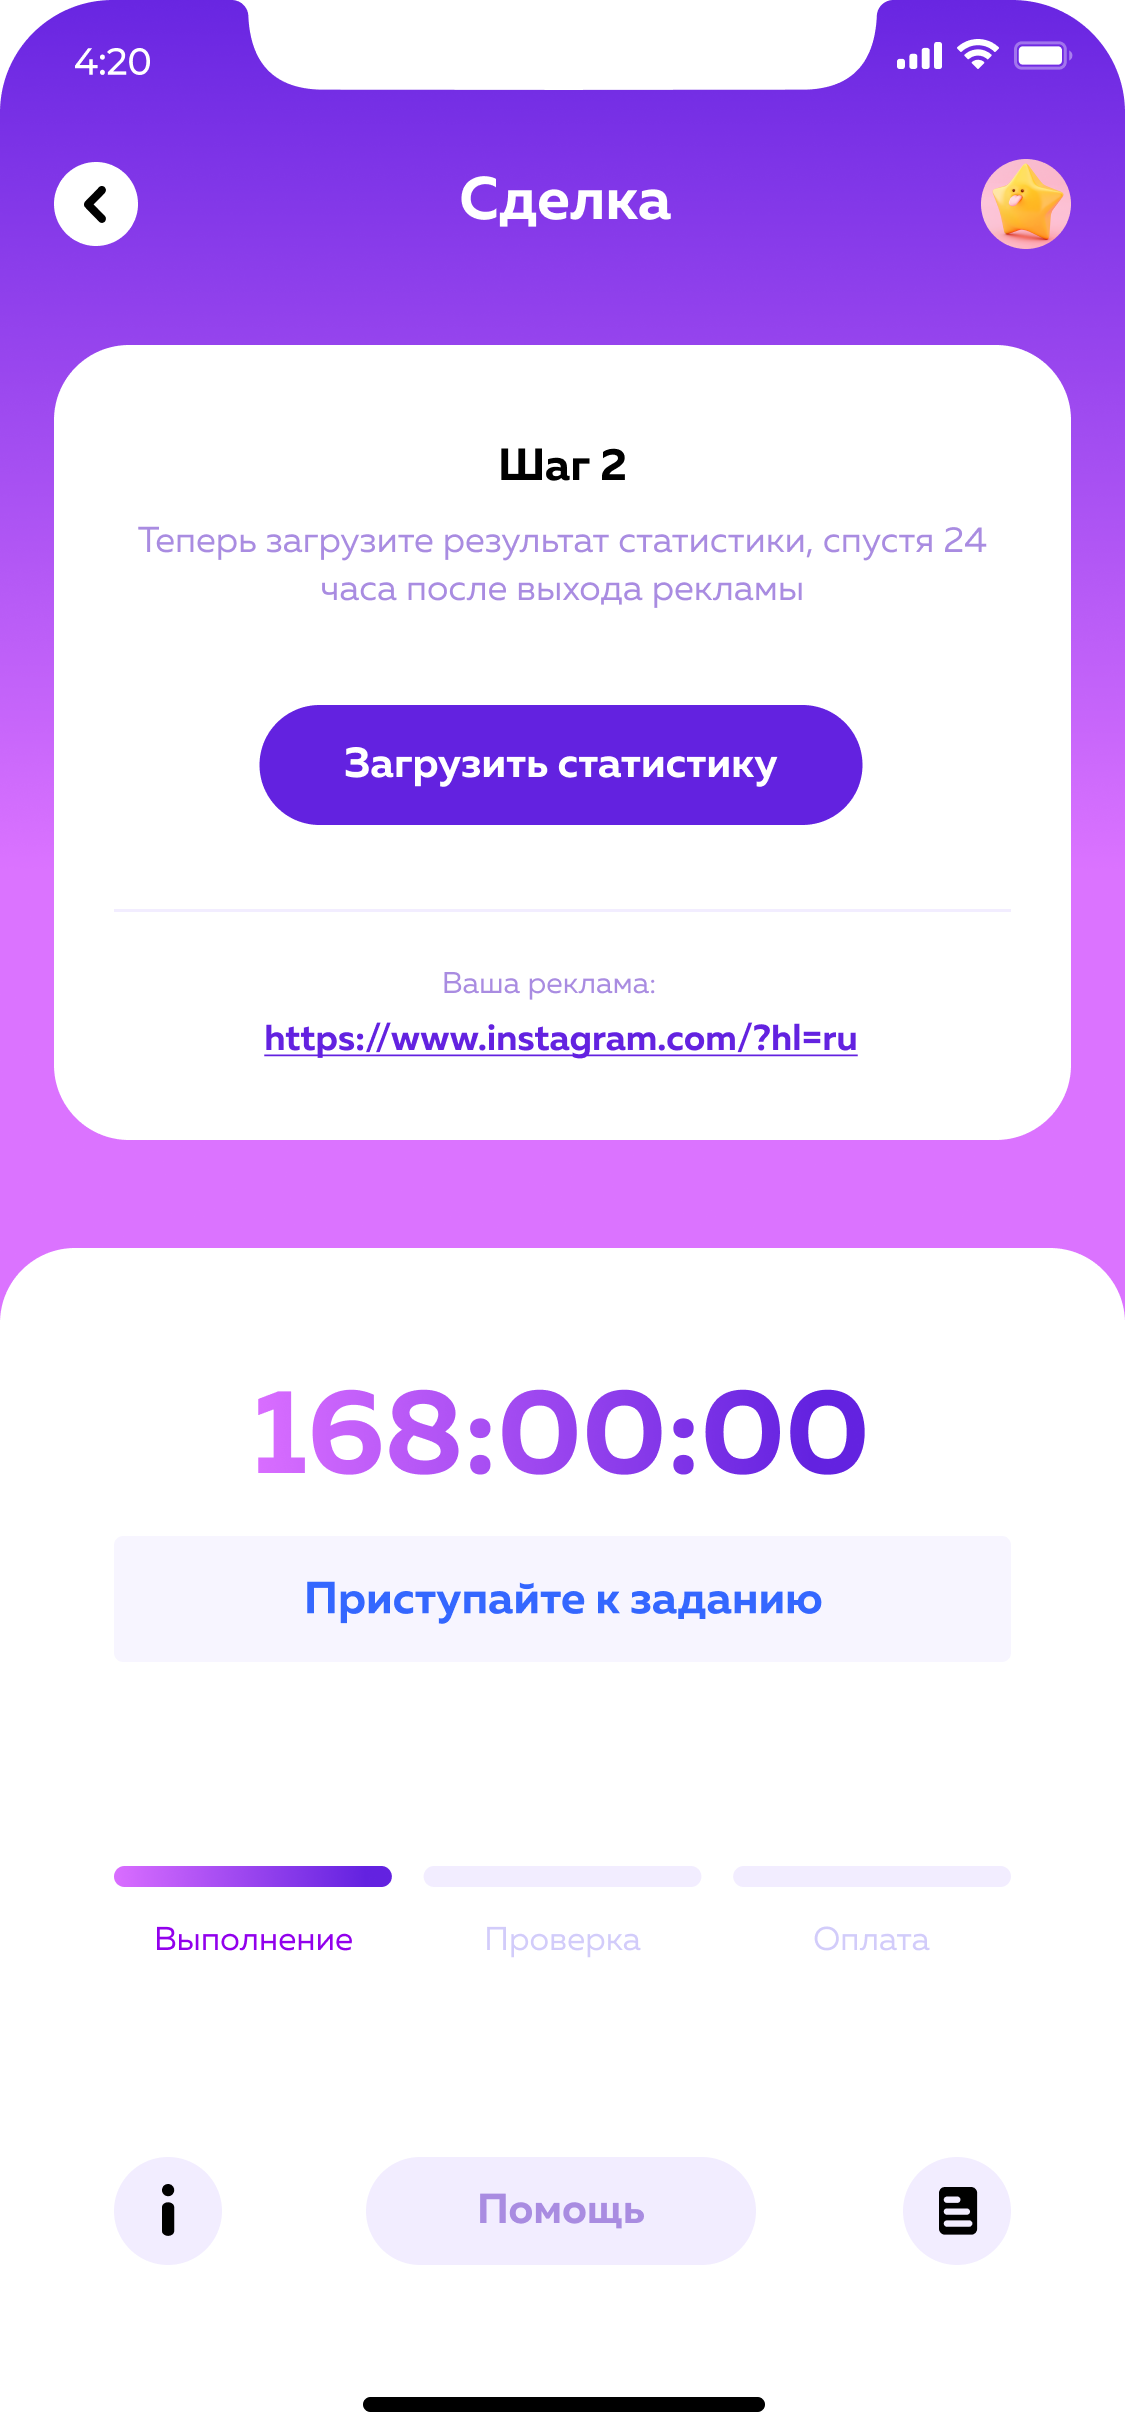 4:20
Сделка
Шаг 2
Теперь загрузите результат статистики, спустя 24
часа после выхода рекламы
Загрузить статистику
Ваша реклама:
https://www.instagram.com/?hl=ru
168:00:00
Приступайте к заданию
Выполнение
Проверка
Оплата
Помощь